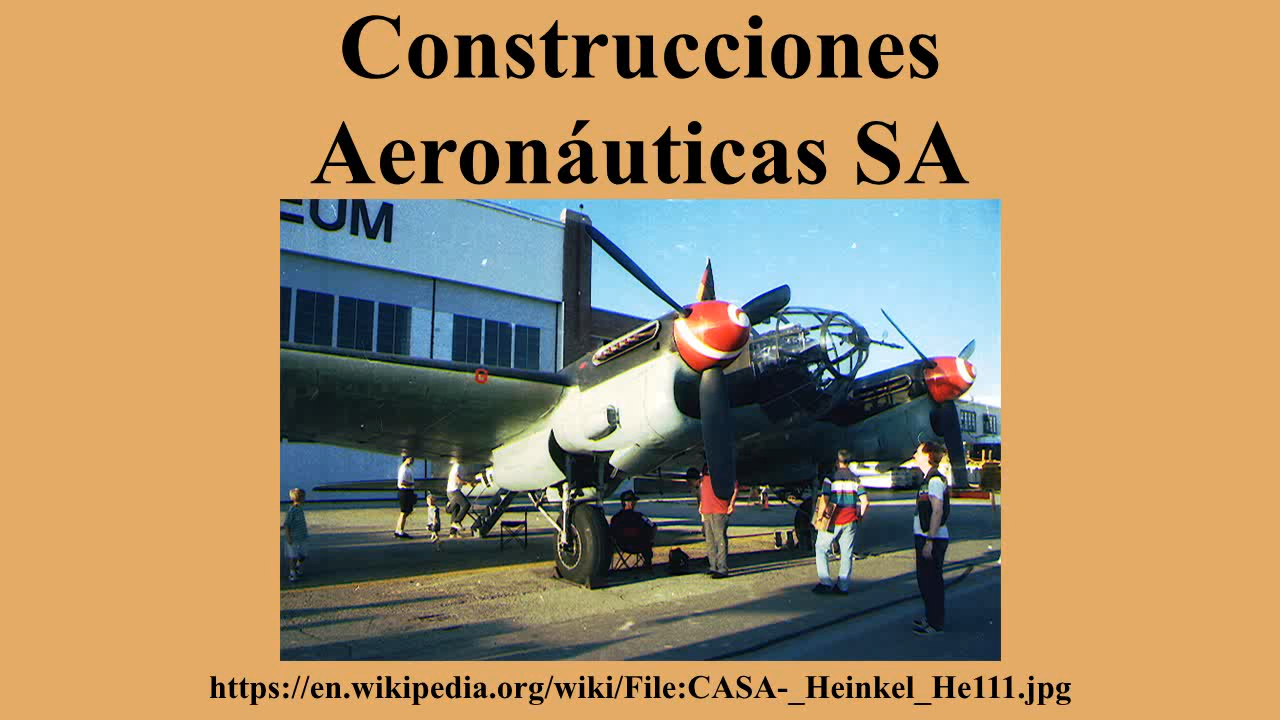 Construcciones
Aeronáuticas SA
EUM
https://en.wikipedia.org/wiki/File:CASA-_Heinkel_He111.jpg